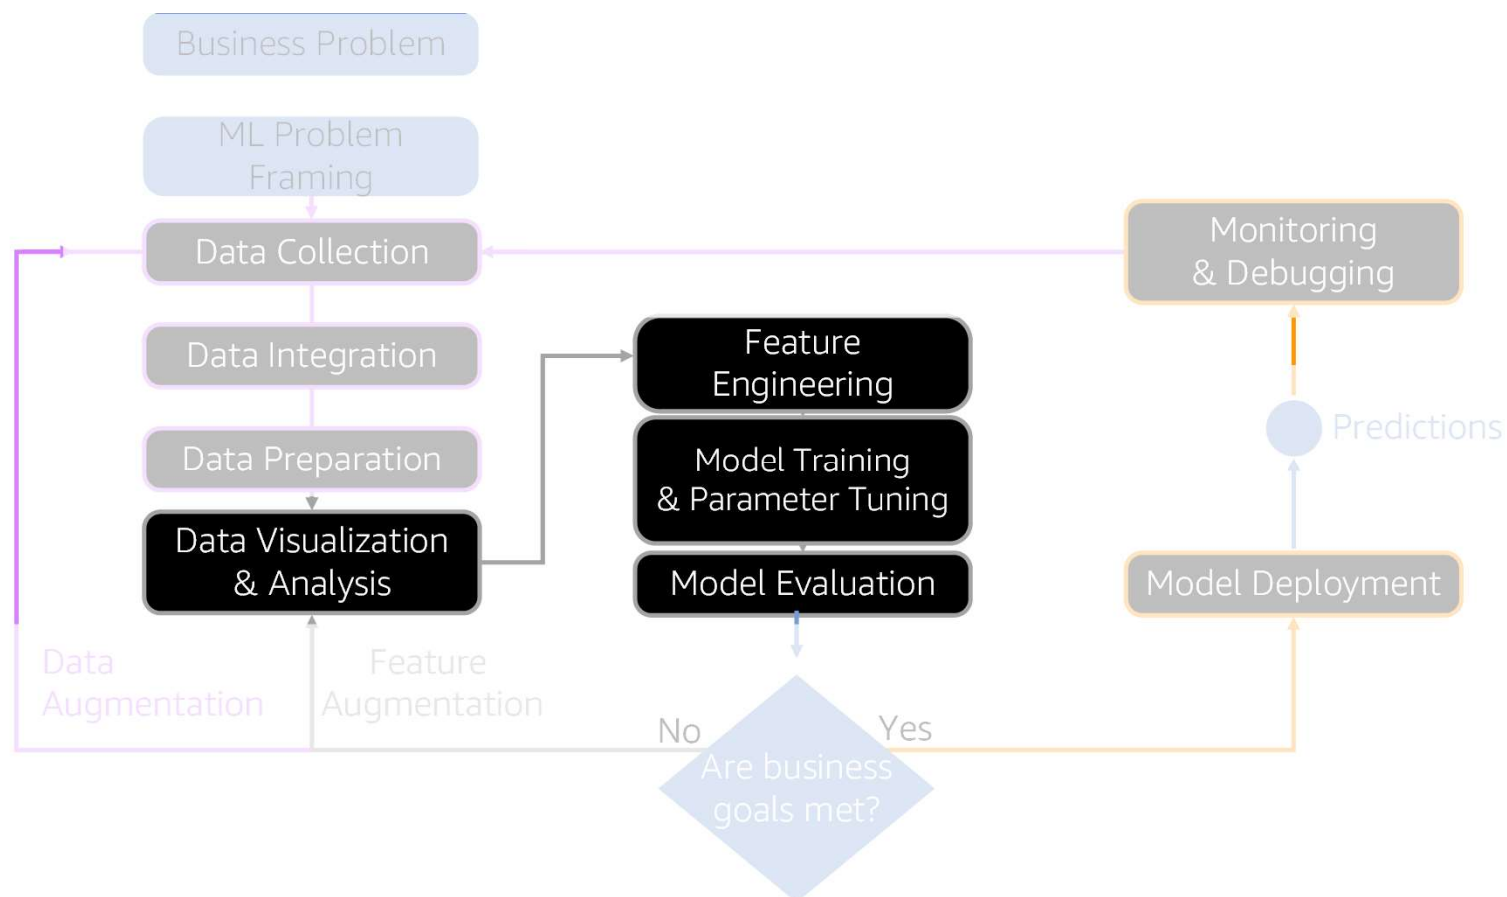 Business Problem
ML Problem
Framing
Data Collection
Data Integration
Data Preparation
Data Visualization
& Analysis
Feature
Engineering
Model Training
& Parameter Tuning
Model Evaluation
Monitoring
& Debugging
Predictions
Model Deployment
Data
Augmentation
Feature
Augmentation
No
Yes
Are business
goals met?